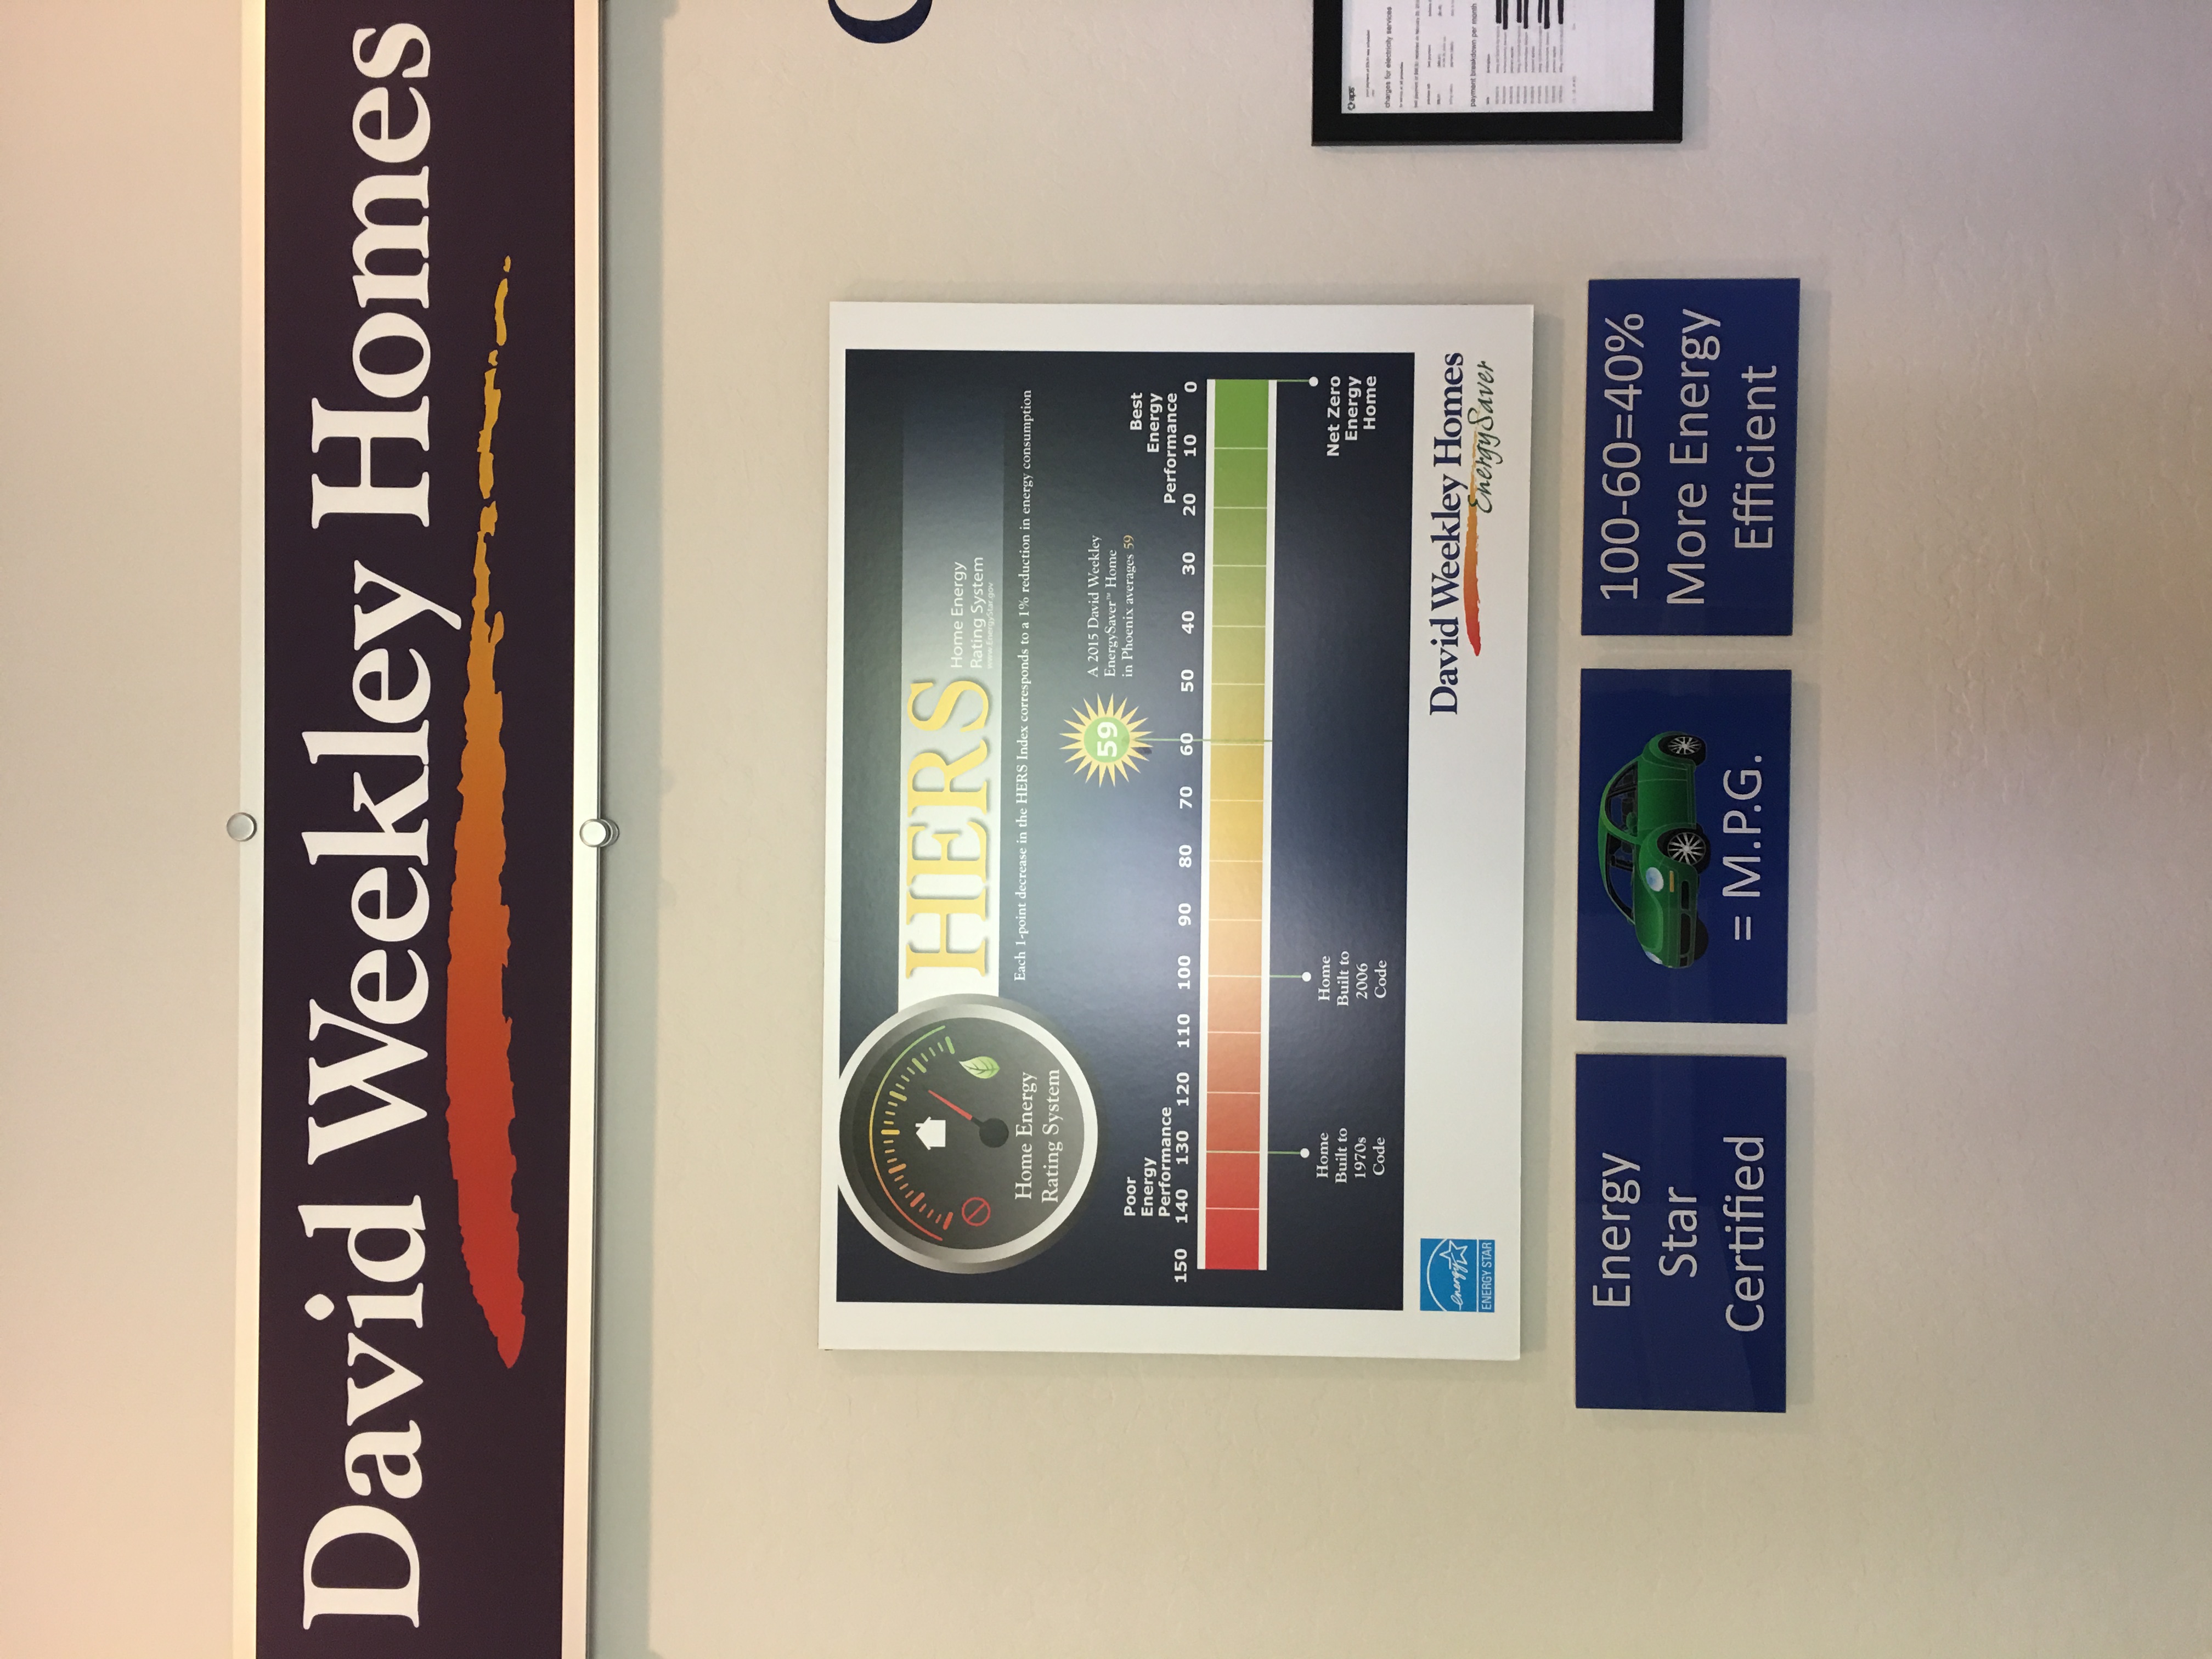 David Weekley Homes
HERS
Home Energy
Rating System
www.EnergyStar.gov
Home Energy
Rating System
Each 1-point decrease in the HERS Index corresponds to a 1% reduction in energy consumption
59
A 2015 David Weekley
EnergySaver™ Home
in Phoenix averages 59
Poor
Energy
Performance
Best
Energy
Performance
150 140 130 120 110 100 90 80 70 60 50 40 30 20 10 0
Home
Built to
1970s
Code
Home
Built to
2006
Code
Net Zero
Energy
Home
energy
ENERGY STAR
David Weekley Homes
EnergySaver
Energy
Star
Certified
= M.P.G.
100-60=40%
More Energy
Efficient
aps
charges for electricity services
payment breakdown per month